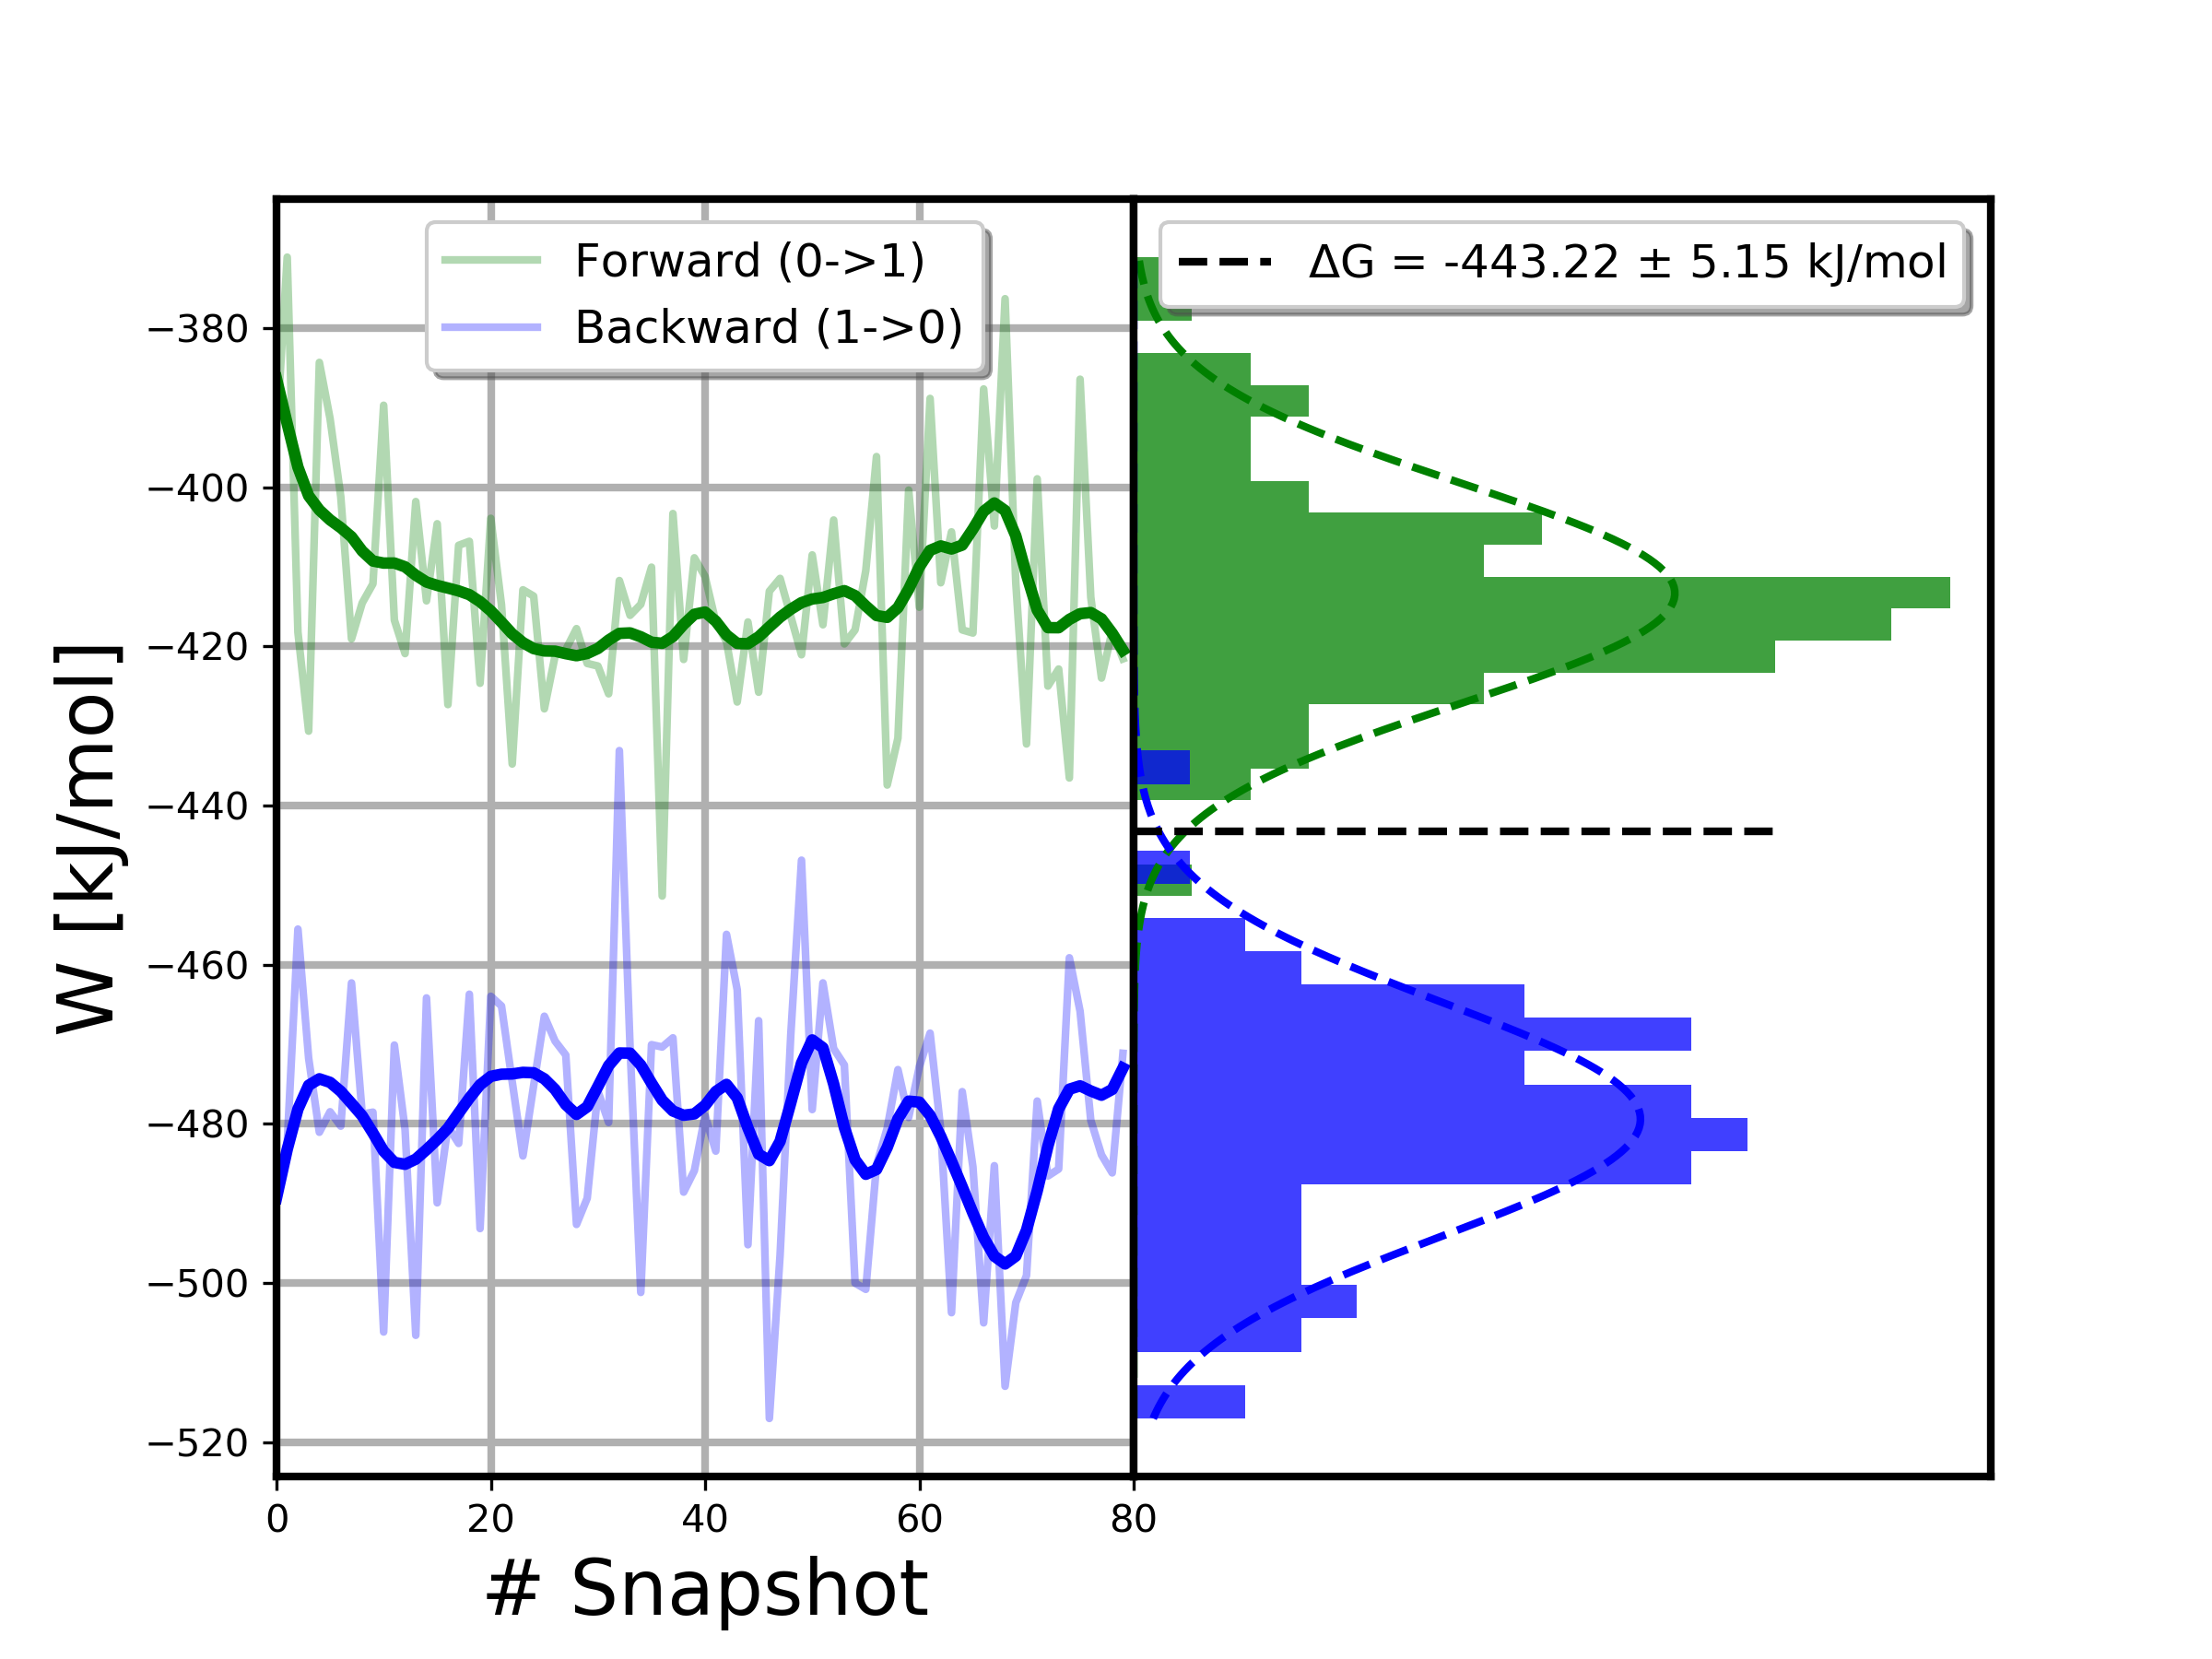 Forward (0->1)
Backward (1->0)
ΔG = -443.22 ± 5.15 kJ/mol
W [kJ/mol]
−380
−400
−420
−440
−460
−480
−500
−520
0
20
40
60
80
# Snapshot